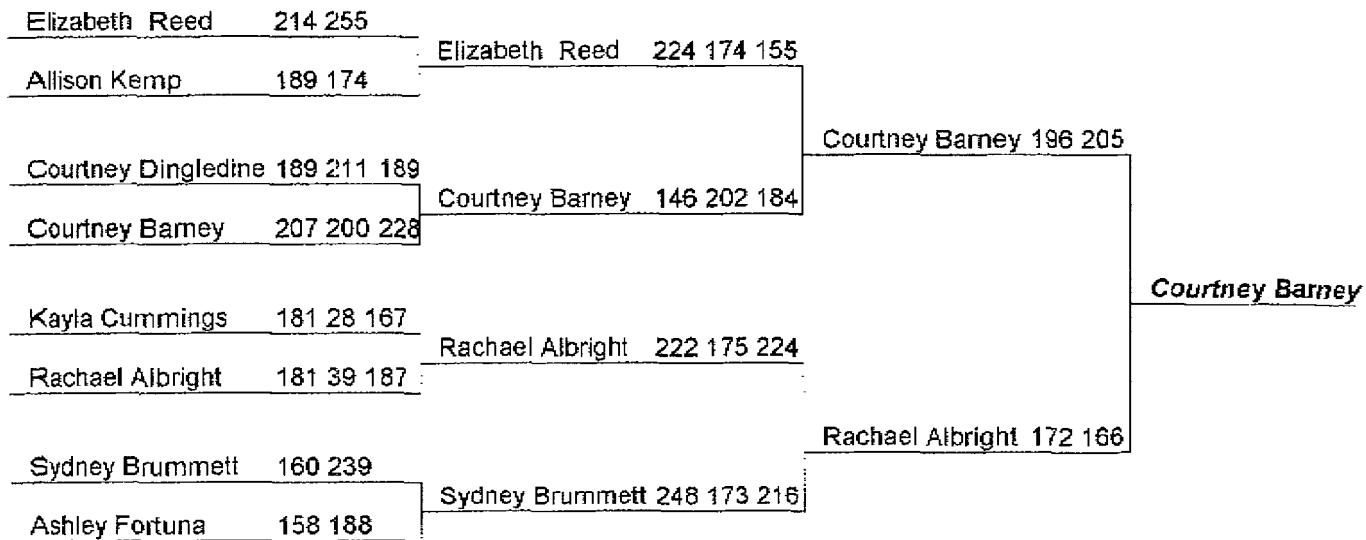 Elizabeth Reed 214 255
Elizabeth Reed 224 174 155
Allison Kemp 189 174
Courtney Barney 196 205
Courtney Dingledine 189 211 189
Courtney Barney 146 202 184
Courtney Barney 207 200 228
Courtney Barney
Kayla Cummings 181 28 167
Rachael Albright 222 175 224
Rachael Albright 181 39 187
Rachael Albright 172 166
Sydney Brummett 160 239
Sydney Brummett 248 173 216
Ashley Fortuna 158 188